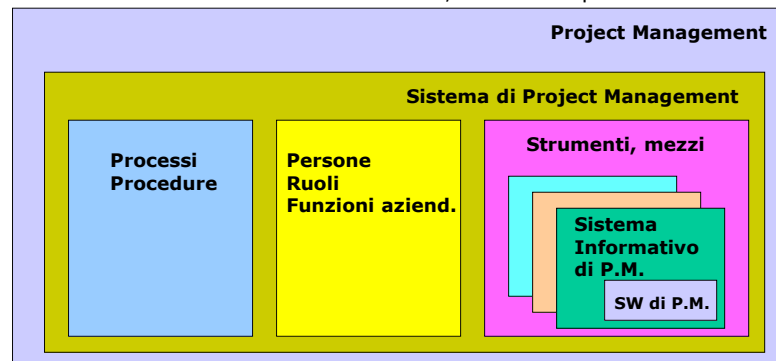 Project Management
Sistema di Project Management
Processi
Procedure
Persone
Ruoli
Funzioni aziend.
Strumenti, mezzi
Sistema
Informativo
di P.M.
SW di P.M.